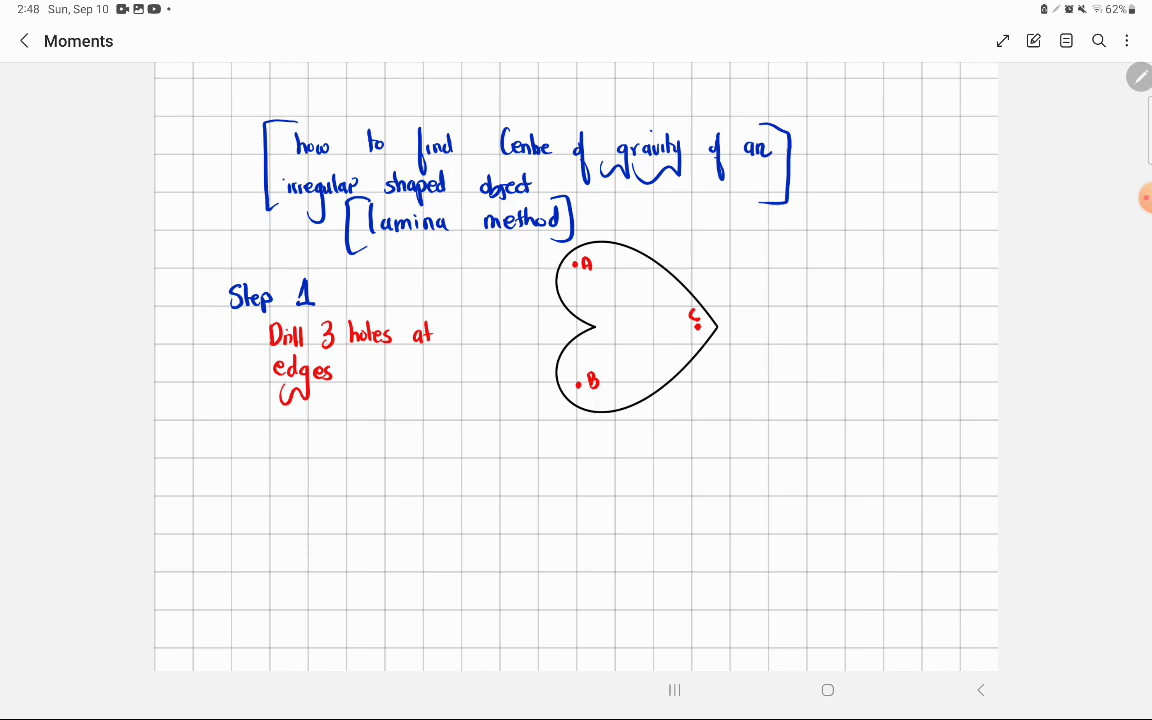 2:48 Sun, Sep 10
62%
Moments
[how to find Centre of gravity of an]
irregular shaped object
[lamina method]
Step 1
Drill 3 holes at
edges
A
C
B